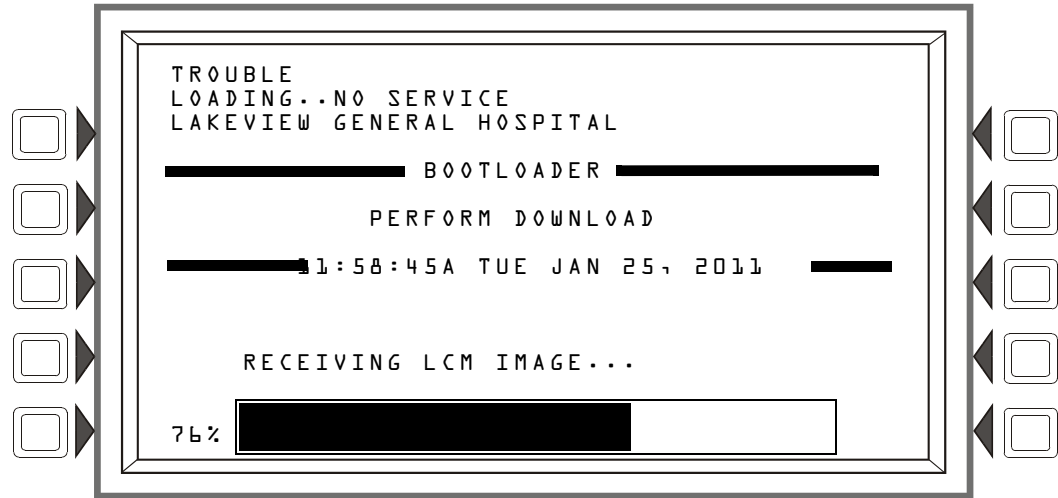 TROUBLE
LOADING..NO SERVICE
LAKEVIEW GENERAL HOSPITAL
BOOTLOADER
PERFORM DOWNLOAD
11:58:45A TUE JAN 25, 2011
RECEIVING LCM IMAGE...
76%